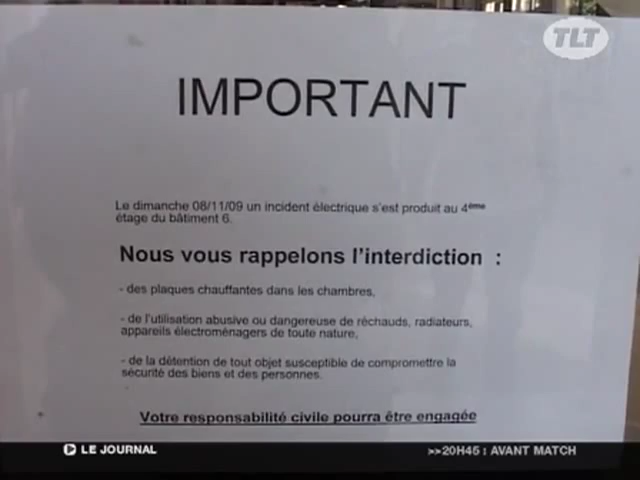 TLT
IMPORTANT
Le dimanche 08/11/09 un incident électrique s'est produit au 4ème
étage du bâtiment 6.
Nous vous rappelons l'interdiction :
- des plaques chauffantes dans les chambres,
- de l'utilisation abusive ou dangereuse de réchauds, radiateurs,
appareils électroménagers de toute nature,
- de la détention de tout objet susceptible de compromettre la
sécurité des biens et des personnes.
Votre responsabilité civile pourra être engagée
LE JOURNAL
>>20H45 : AVANT MATCH